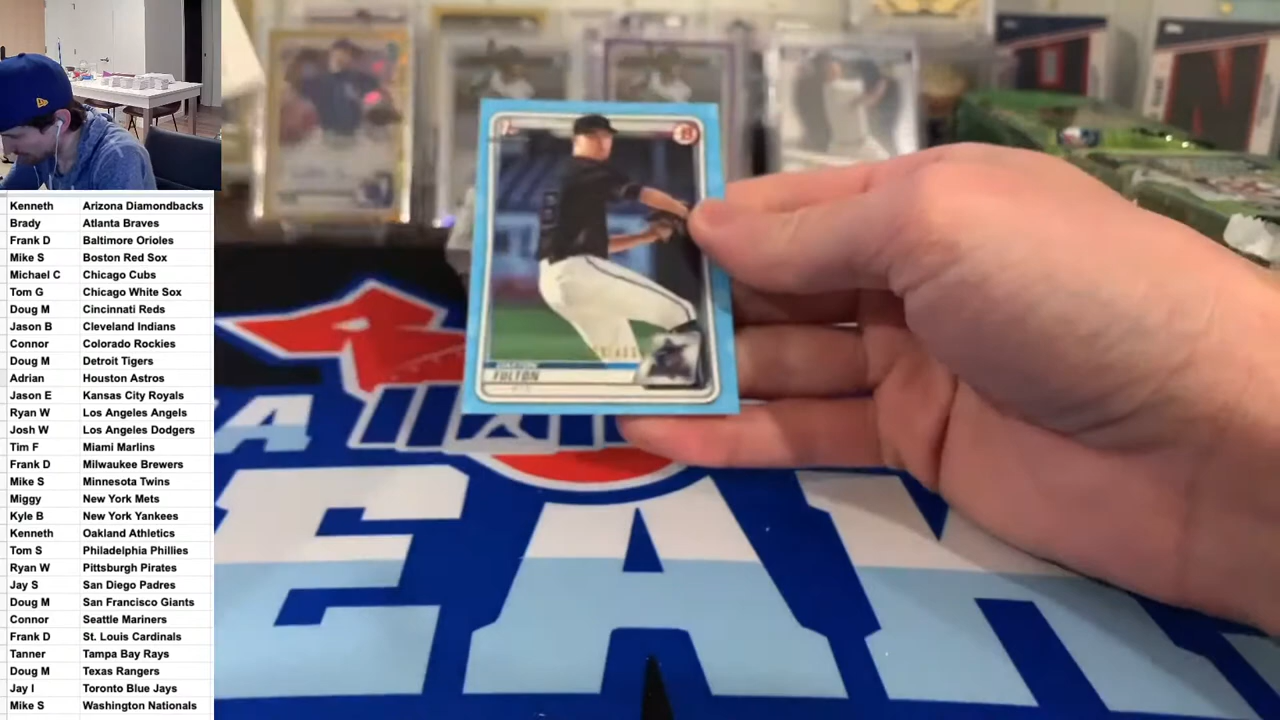 Kenneth Arizona Diamondbacks
Brady Atlanta Braves
Frank D Baltimore Orioles
Mike S Boston Red Sox
Michael C Chicago Cubs
Tom G Chicago White Sox
Doug M Cincinnati Reds
Jason B Cleveland Indians
Connor Colorado Rockies
Doug M Detroit Tigers
Adrian Houston Astros
Jason E Kansas City Royals
Ryan W Los Angeles Angels
Josh W Los Angeles Dodgers
Tim F Miami Marlins
Frank D Milwaukee Brewers
Mike S Minnesota Twins
Miggy New York Mets
Kyle B New York Yankees
Kenneth Oakland Athletics
Tom S Philadelphia Phillies
Ryan W Pittsburgh Pirates
Jay S San Diego Padres
Doug M San Francisco Giants
Connor Seattle Mariners
Frank D St. Louis Cardinals
Tanner Tampa Bay Rays
Doug M Texas Rangers
Jay I Toronto Blue Jays
Mike S Washington Nationals
B
FULTON
EAR